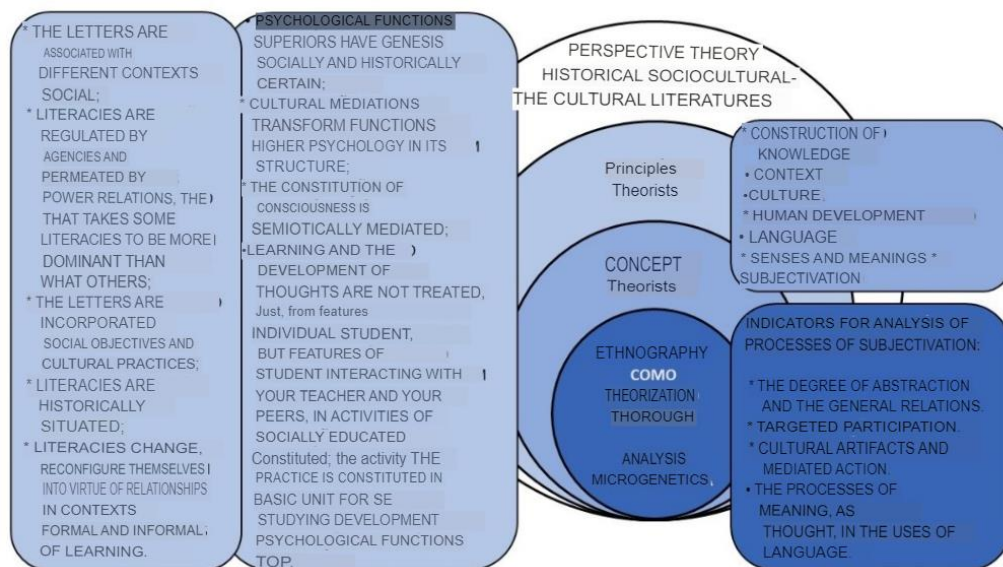 * THE LETTERS ARE
ASSOCIATED WITH
DIFFERENT CONTEXTS
SOCIAL;
* LITERACIES ARE
REGULATED BY
AGENCIES AND
PERMEATED BY
POWER RELATIONS, THE
THAT TAKES SOME
LITERACIES TO BE MORE
DOMINANT THAN
WHAT OTHERS;
* THE LETTERS ARE
INCORPORATED
SOCIAL OBJECTIVES AND
CULTURAL PRACTICES;
* LITERACIES ARE
HISTORICALLY
SITUATED;
* LITERACIES CHANGE,
RECONFIGURE THEMSELVES
INTO VIRTUE OF RELATIONSHIPS
IN CONTEXTS
FORMAL AND INFORMAL
OF LEARNING.
• PSYCHOLOGICAL FUNCTIONS
SUPERIORS HAVE GENESIS
SOCIALLY AND HISTORICALLY
CERTAIN;
* CULTURAL MEDIATIONS
TRANSFORM FUNCTIONS
HIGHER PSYCHOLOGY IN ITS
STRUCTURE;
* THE CONSTITUTION OF
CONSCIOUSNESS IS
SEMIOTICALLY MEDIATED;
•LEARNING AND THE
DEVELOPMENT OF
THOUGHTS ARE NOT TREATED,
Just, from features
INDIVIDUAL STUDENT,
BUT FEATURES OF
STUDENT INTERACTING WITH
YOUR TEACHER AND YOUR
PEERS, IN ACTIVITIES OF
SOCIALLY EDUCATED
Constituted; the activity THE
PRACTICE IS CONSTITUTED IN
BASIC UNIT FOR SE
STUDYING DEVELOPMENT
PSYCHOLOGICAL FUNCTIONS
TOP.
PERSPECTIVE THEORY
HISTORICAL SOCIOCULTURAL-
THE CULTURAL LITERATURES
Principles
Theorists
CONCEPT
Theorists
ETHNOGRAPHY
COMO
THEORIZATION
THOROUGH
ANALYSIS
MICROGENETICS
* CONSTRUCTION OF
KNOWLEDGE
• CONTEXT
•CULTURE.
* HUMAN DEVELOPMENT
• LANGUAGE
* SENSES AND MEANINGS *
SUBJECTIVATION
INDICATORS FOR ANALYSIS OF
PROCESSES OF SUBJECTIVATION:
* THE DEGREE OF ABSTRACTION
AND THE GENERAL RELATIONS.
* TARGETED PARTICIPATION.
* CULTURAL ARTIFACTS AND
MEDIATED ACTION.
• THE PROCESSES OF
MEANING, AS
THOUGHT, IN THE USES OF
LANGUAGE.